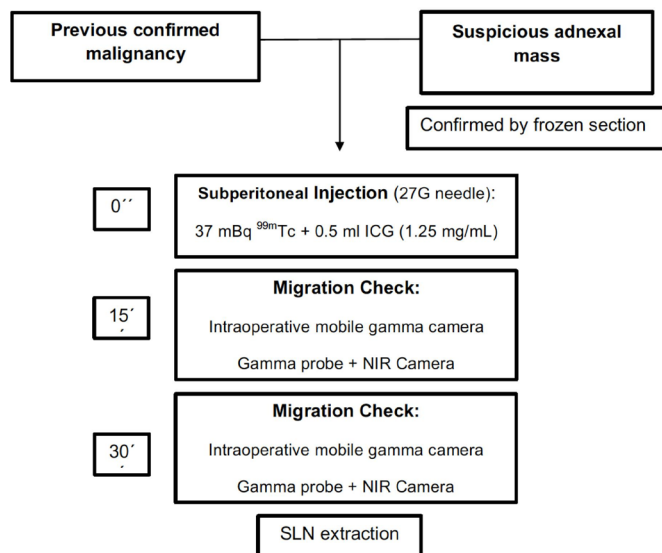 Previous confirmed
malignancy
Suspicious adnexal
mass
Confirmed by frozen section
0´´
Subperitoneal Injection (27G needle):
37 mBq ⁹⁹ᵐTc + 0.5 ml ICG (1.25 mg/mL)
15´
´
Migration Check:
Intraoperative mobile gamma camera
Gamma probe + NIR Camera
30´
´
Migration Check:
Intraoperative mobile gamma camera
Gamma probe + NIR Camera
SLN extraction